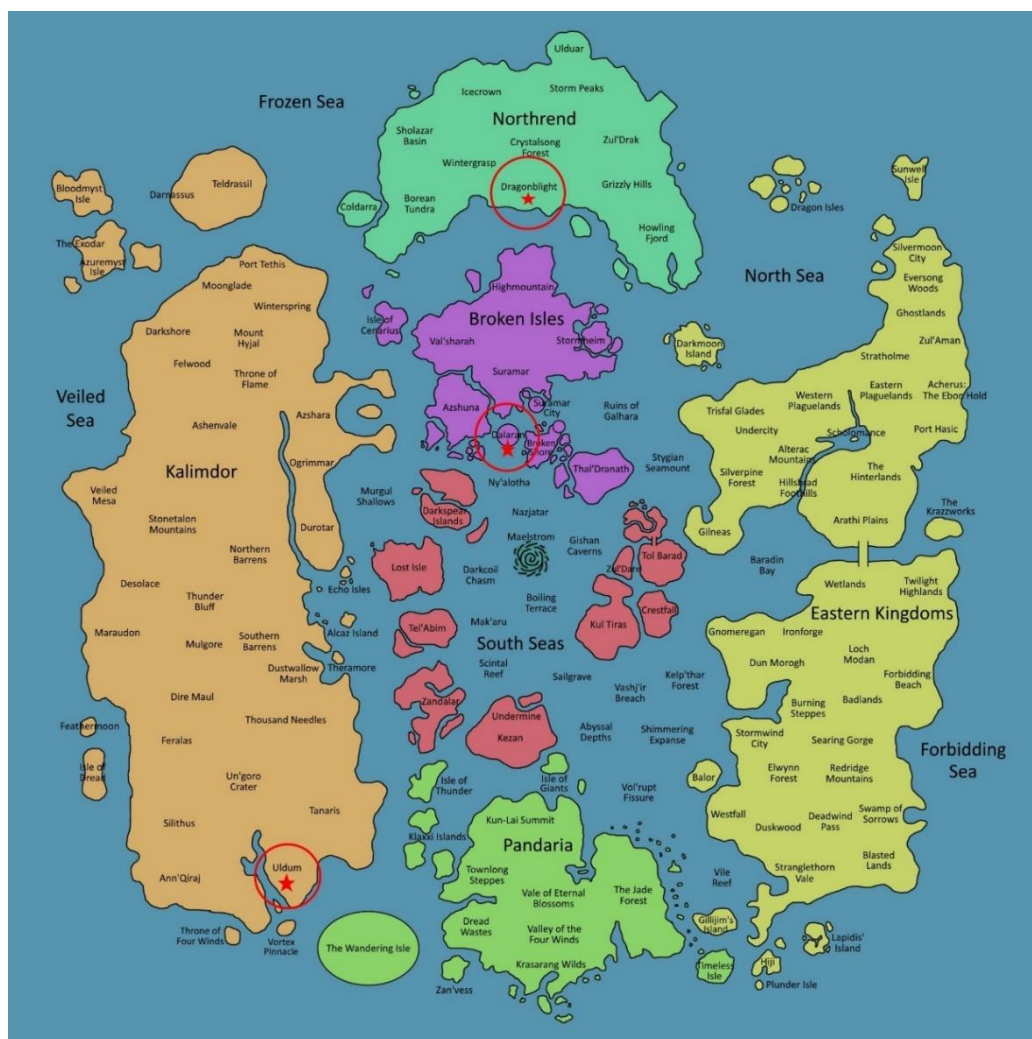 Ulduar
Frozen Sea
Icecrown
Storm Peaks
Northrend
Sholazar
Basin
Crystalsong
Forest
Zul'Drak
Wintergrasp
Dragonblight
Grizzly Hills
Borean
Tundra
Coldarra
Howling
Fjord
Bloodmyst
Isle
Teldrassil
Darnassus
The Exodar
Azuremyst
Isle
Sunwell
Isle
Dragon Isles
North Sea
Silvermoon
City
Eversong
Woods
Ghostlands
Zul'Aman
Stratholme
Port Tethis
Moonglade
Winterspring
Darkshore
Mount
Hyjal
Felwood
Throne of
Flame
Veiled
Sea
Azshara
Ashenvale
Kalimdor
Ogrimmar
Veiled
Mesa
Stonetalon
Mountains
Durotar
Northern
Barrens
Desolace
Thunder
Bluff
Echo Isles
Maraudon
Mulgore
Southern
Barrens
Alcaz Island
Dustwallow
Marsh
Theramore
Dire Maul
Thousand Needles
Feathermoon
Feralas
Isle of
Dread
Un'goro
Crater
Tanaris
Silithus
Uldum
Ann'Qiraj
Throne of
Four Winds
Vortex
Pinnacle
Highmountain
Isle of
Cenarius
Broken Isles
Val'sharah
Stormheim
Suramar
Azshuna
Suramar
City
Dalaran
Broken
Shore
Thal'Dranath
Ruins of
Galhara
Stygian
Seamount
Darkmoon
Island
Ny'alotha
Murgul
Shallows
Darkspear
Islands
Nazjatar
Maelstrom
Gishan
Caverns
Tol Barad
Zul'Dare
Lost Isle
Darkcoil
Chasm
Boiling
Terrace
Crestfall
Kul Tiras
Tel'Abim
Mak'aru
South Seas
Scintal
Reef
Sailgrave
Kelp'thar
Forest
Vashj'ir
Breach
Zandalar
Undermine
Kezan
Abyssal
Depths
Shimmering
Expanse
Isle of
Thunder
Isle of
Giants
Vol'rupt
Fissure
Kun-Lai Summit
Klaxxi Islands
Pandaria
Townlong
Steppes
Vale of Eternal
Blossoms
The Jade
Forest
Dread
Wastes
Valley of the
Four Winds
Krasarang Wilds
The Wandering Isle
Zan'vess
Vile
Reef
Gillijim's
Island
Timeless
Isle
Western
Plaguelands
Eastern
Plaguelands
Acherus:
The Ebon Hold
Trisfal Glades
Undercity
Scholomance
Port Hasic
Alterac
Mountains
Silverpine
Forest
Hillsbrad
Foothills
The
Hinterlands
Gilneas
Arathi Plains
The
Krazzworks
Baradin
Bay
Wetlands
Twilight
Highlands
Eastern Kingdoms
Gnomeregan
Ironforge
Loch
Modan
Dun Morogh
Forbidding
Beach
Burning
Steppes
Badlands
Stormwind
City
Searing Gorge
Forbidding
Sea
Balor
Elwynn
Forest
Redridge
Mountains
Westfall
Duskwood
Deadwind
Pass
Swamp of
Sorrows
Stranglethorn
Vale
Blasted
Lands
Hiji
Lapidis'
Island
Plunder Isle